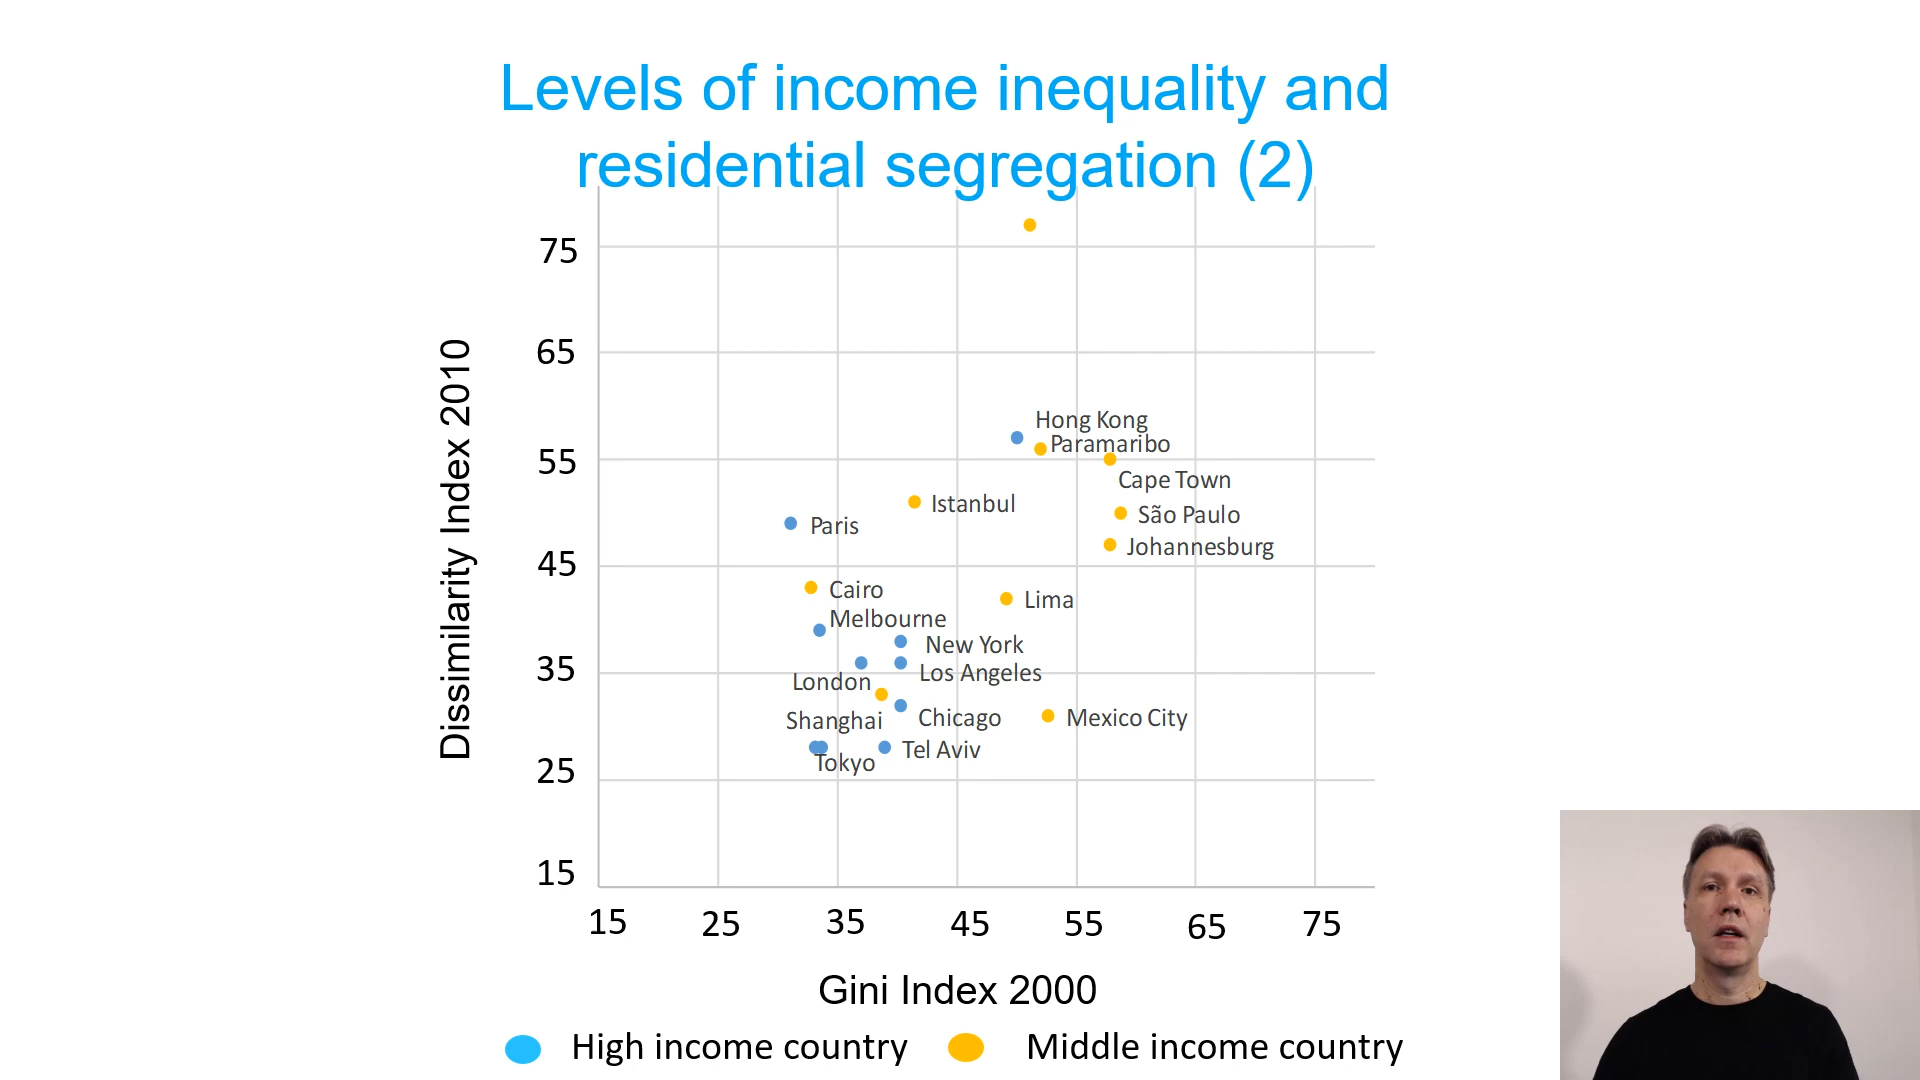 Levels of income inequality and
residential segregation (2)
75
65
55
45
35
25
15
Dissimilarity Index 2010
Hong Kong
Paramaribo
Cape Town
Istanbul
São Paulo
Paris
Johannesburg
Cairo
Lima
Melbourne
New York
Los Angeles
London
Shanghai
Chicago
Mexico City
Tel Aviv
Tokyo
15 25 35 45 55 65 75
Gini Index 2000
High income country Middle income country